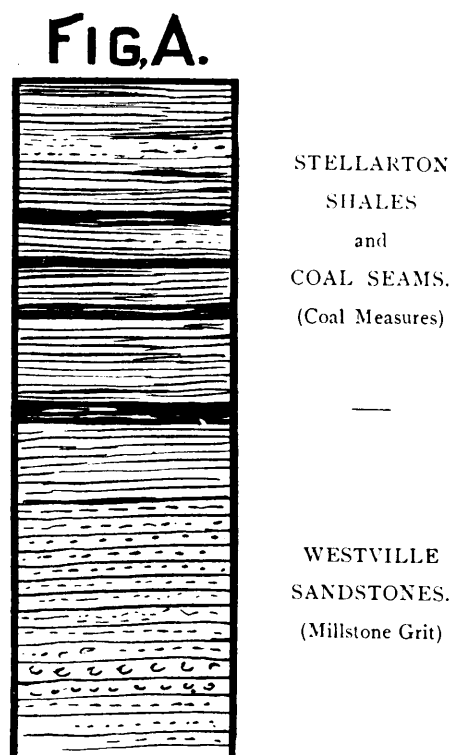 FIG,A.
STELLARTON
SHALES
and
COAL SEAMS.
(Coal Measures)
—
WESTVILLE
SANDSTONES.
(Millstone Grit)